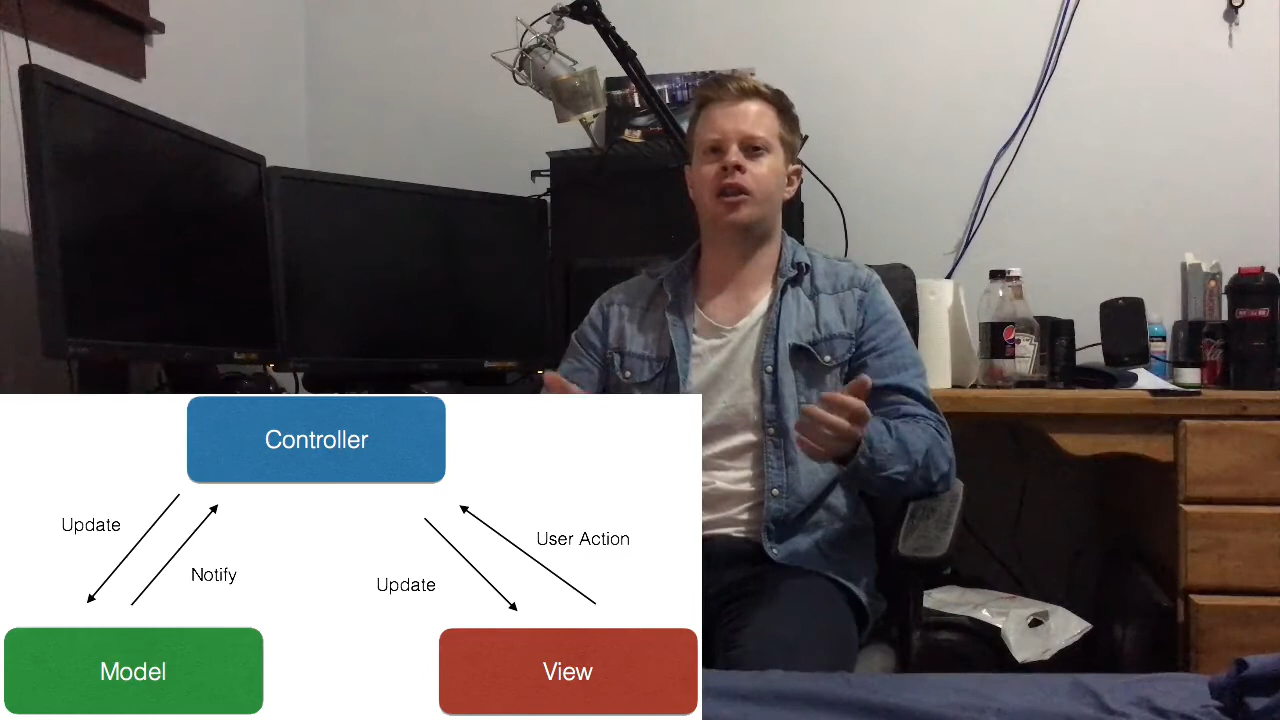 Controller
Update
User Action
Notify
Update
Model
View